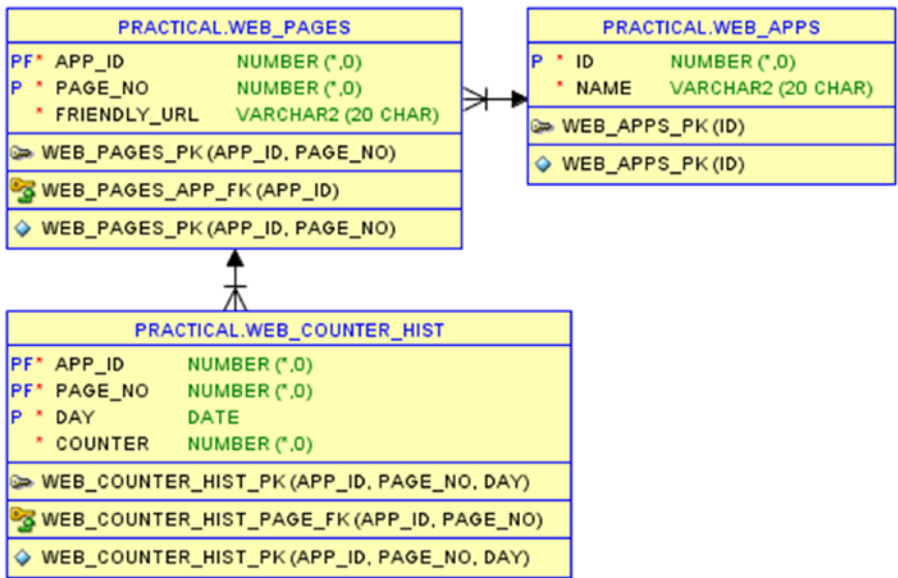 PRACTICAL.WEB_PAGES
PF* APP_ID NUMBER (*,0)
P * PAGE_NO NUMBER (*,0)
* FRIENDLY_URL VARCHAR2 (20 CHAR)
WEB_PAGES_PK (APP_ID, PAGE_NO)
WEB_PAGES_APP_FK (APP_ID)
WEB_PAGES_PK (APP_ID, PAGE_NO)
PRACTICAL.WEB_APPS
P * ID NUMBER (*,0)
* NAME VARCHAR2 (20 CHAR)
WEB_APPS_PK (ID)
WEB_APPS_PK (ID)
PRACTICAL.WEB_COUNTER_HIST
PF* APP_ID NUMBER (*,0)
PF* PAGE_NO NUMBER (*,0)
P * DAY DATE
* COUNTER NUMBER (*,0)
WEB_COUNTER_HIST_PK (APP_ID, PAGE_NO, DAY)
WEB_COUNTER_HIST_PAGE_FK (APP_ID, PAGE_NO)
WEB_COUNTER_HIST_PK (APP_ID, PAGE_NO, DAY)